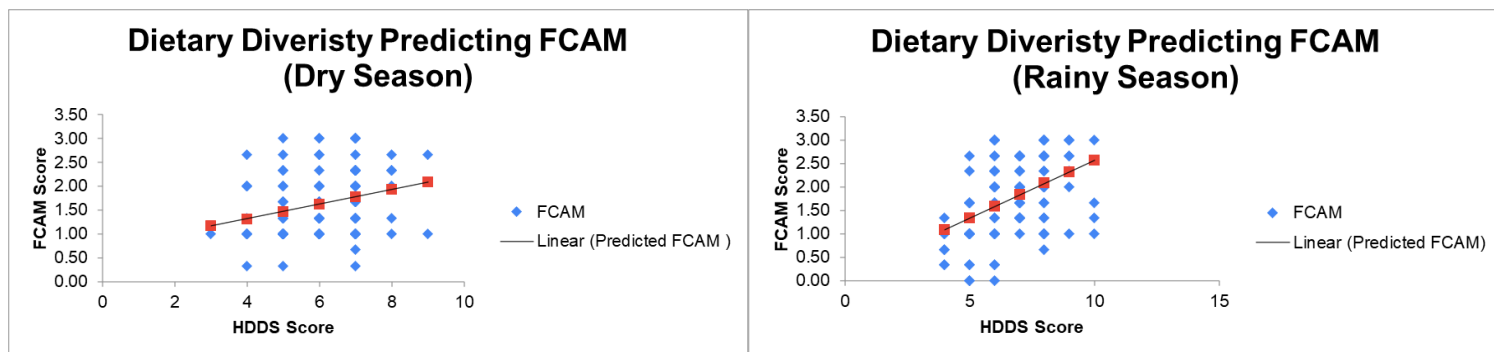 Dietary Diveristy Predicting FCAM
(Dry Season)
3.50
3.00
2.50
2.00
1.50
1.00
0.50
0.00
FCAM Score
0 2 4 6 8 10
HDDS Score
FCAM
Linear (Predicted FCAM )
Dietary Diveristy Predicting FCAM
(Rainy Season)
3.50
3.00
2.50
2.00
1.50
1.00
0.50
0.00
FCAM Score
0 5 10 15
HDDS Score
FCAM
Linear (Predicted FCAM)